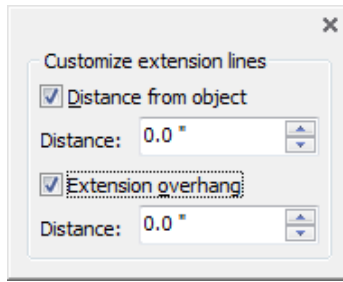 Customize extension lines
Distance from object
Distance: 0.0 "
Extension overhang
Distance: 0.0 "